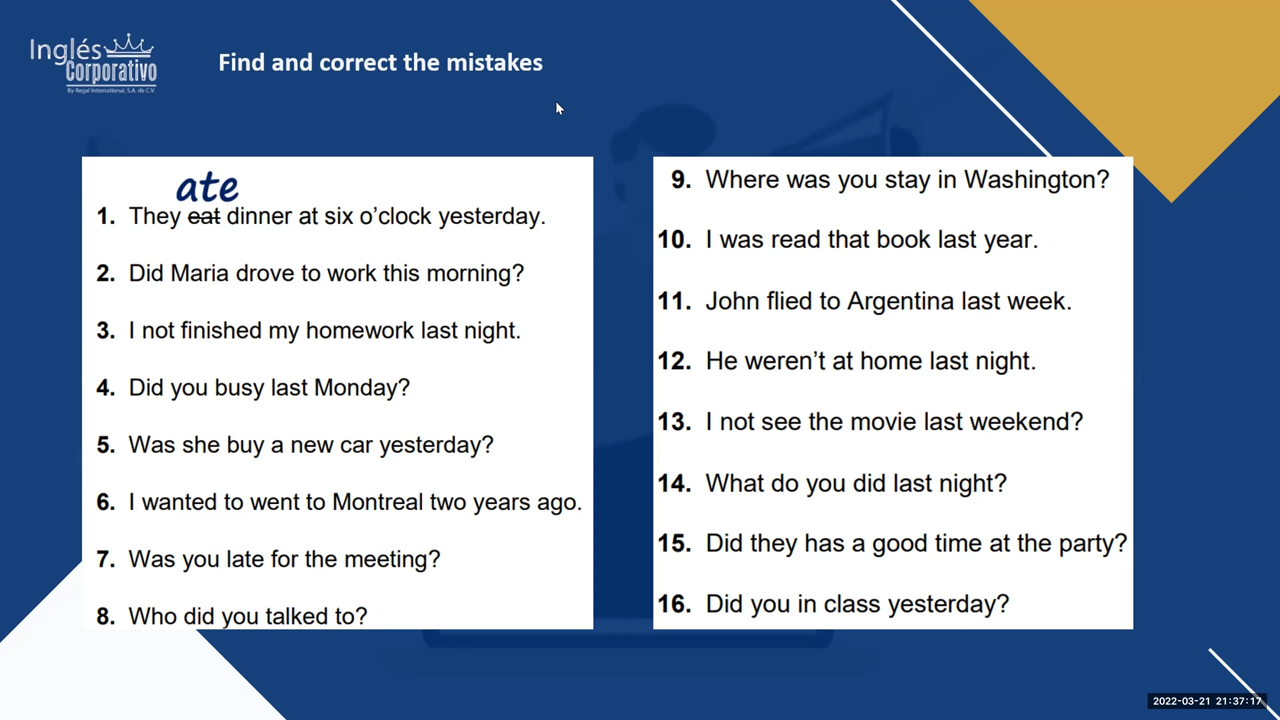 Inglés
Corporativo
By Regal International, S.A. de C.V.
Find and correct the mistakes
ate
1. They eat dinner at six o’clock yesterday.
2. Did Maria drove to work this morning?
3. I not finished my homework last night.
4. Did you busy last Monday?
5. Was she buy a new car yesterday?
6. I wanted to went to Montreal two years ago.
7. Was you late for the meeting?
8. Who did you talked to?
9. Where was you stay in Washington?
10. I was read that book last year.
11. John flied to Argentina last week.
12. He weren’t at home last night.
13. I not see the movie last weekend?
14. What do you did last night?
15. Did they has a good time at the party?
16. Did you in class yesterday?
2022-03-21 21:37:17